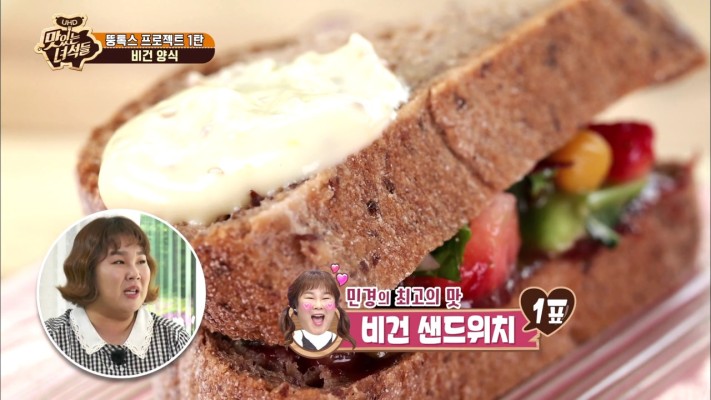 UHD
맛있는
녀석들
뚱톡스 프로젝트 1탄
비건 양식
민경의 최고의 맛
비건 샌드위치
1표